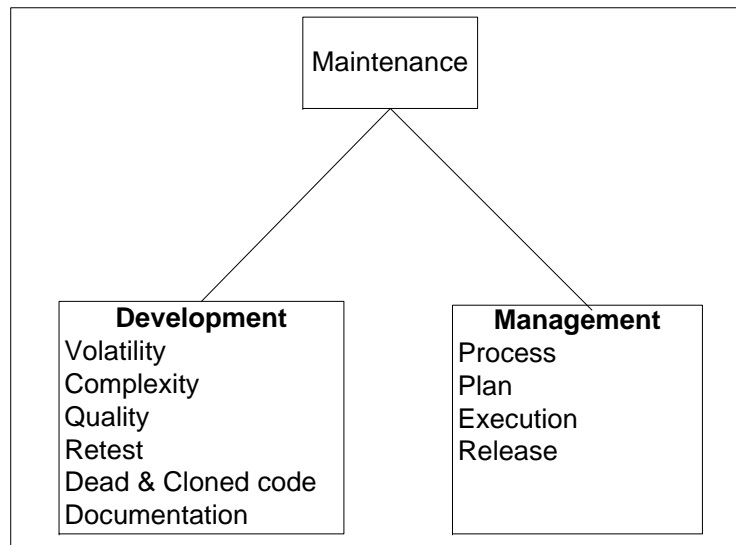 Maintenance
Development
Volatility
Complexity
Quality
Retest
Dead & Cloned code
Documentation
Management
Process
Plan
Execution
Release